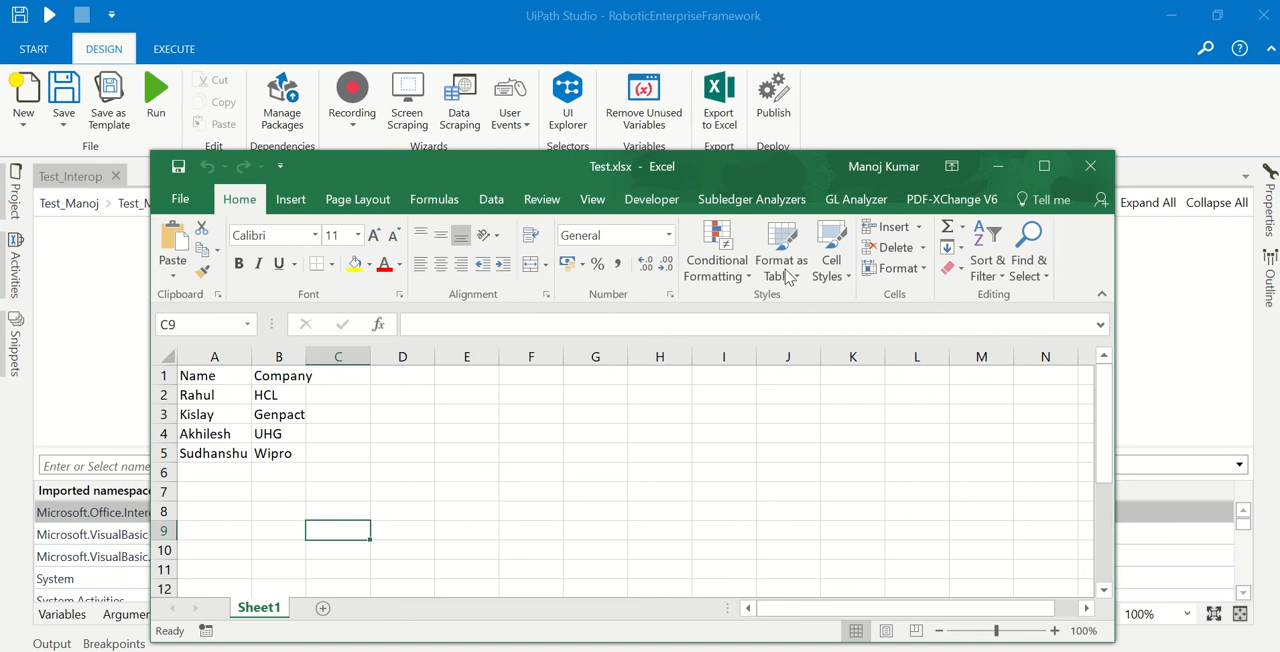 UiPath Studio - RoboticEnterpriseFramework
START DESIGN EXECUTE
New Save Save as Template Run Cut Copy Paste Manage Packages Recording Screen Scraping Data Scraping User Events UI Explorer Remove Unused Variables Export to Excel Publish
File Edit Dependencies Wizards Selectors Variables Export Deploy
Test_Interop
Test_Manoj > Test_M
Expand All Collapse All
Project
Activities
Snippets
Properties
Outline
Test.xlsx - Excel Manoj Kumar
File Home Insert Page Layout Formulas Data Review View Developer Subledger Analyzers GL Analyzer PDF-XChange V6 Tell me
Paste Calibri 11 A A General Conditional Formatting Format as Table Cell Styles Insert Delete Format Sort & Filter Find & Select
B I U A % ,
Clipboard Font Alignment Number Styles Cells Editing
C9 fx
A B C D E F G H I J K L M N
1 Name Company
2 Rahul HCL
3 Kislay Genpact
4 Akhilesh UHG
5 Sudhanshu Wipro
6
7
8
9
10
11
12
Sheet1
Ready 100%
Enter or Select name
Imported namespac
Microsoft.Office.Inter
Microsoft.VisualBasic
Microsoft.VisualBasic.
System
System.Activities
Variables Argumen
100%
Output Breakpoints